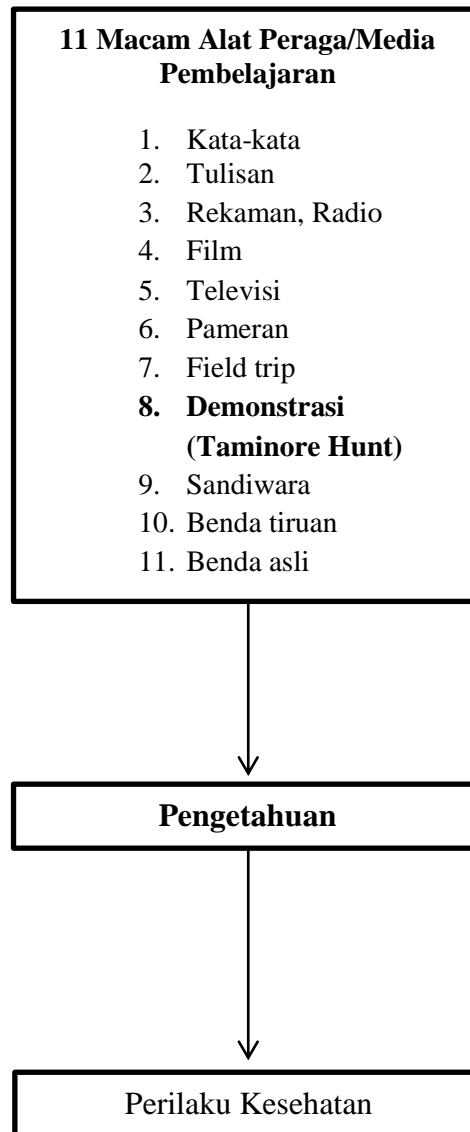 11 Macam Alat Peraga/Media
Pembelajaran
1. Kata-kata
2. Tulisan
3. Rekaman, Radio
4. Film
5. Televisi
6. Pameran
7. Field trip
8. Demonstrasi
(Taminore Hunt)
9. Sandiwara
10. Benda tiruan
11. Benda asli
Pengetahuan
Perilaku Kesehatan